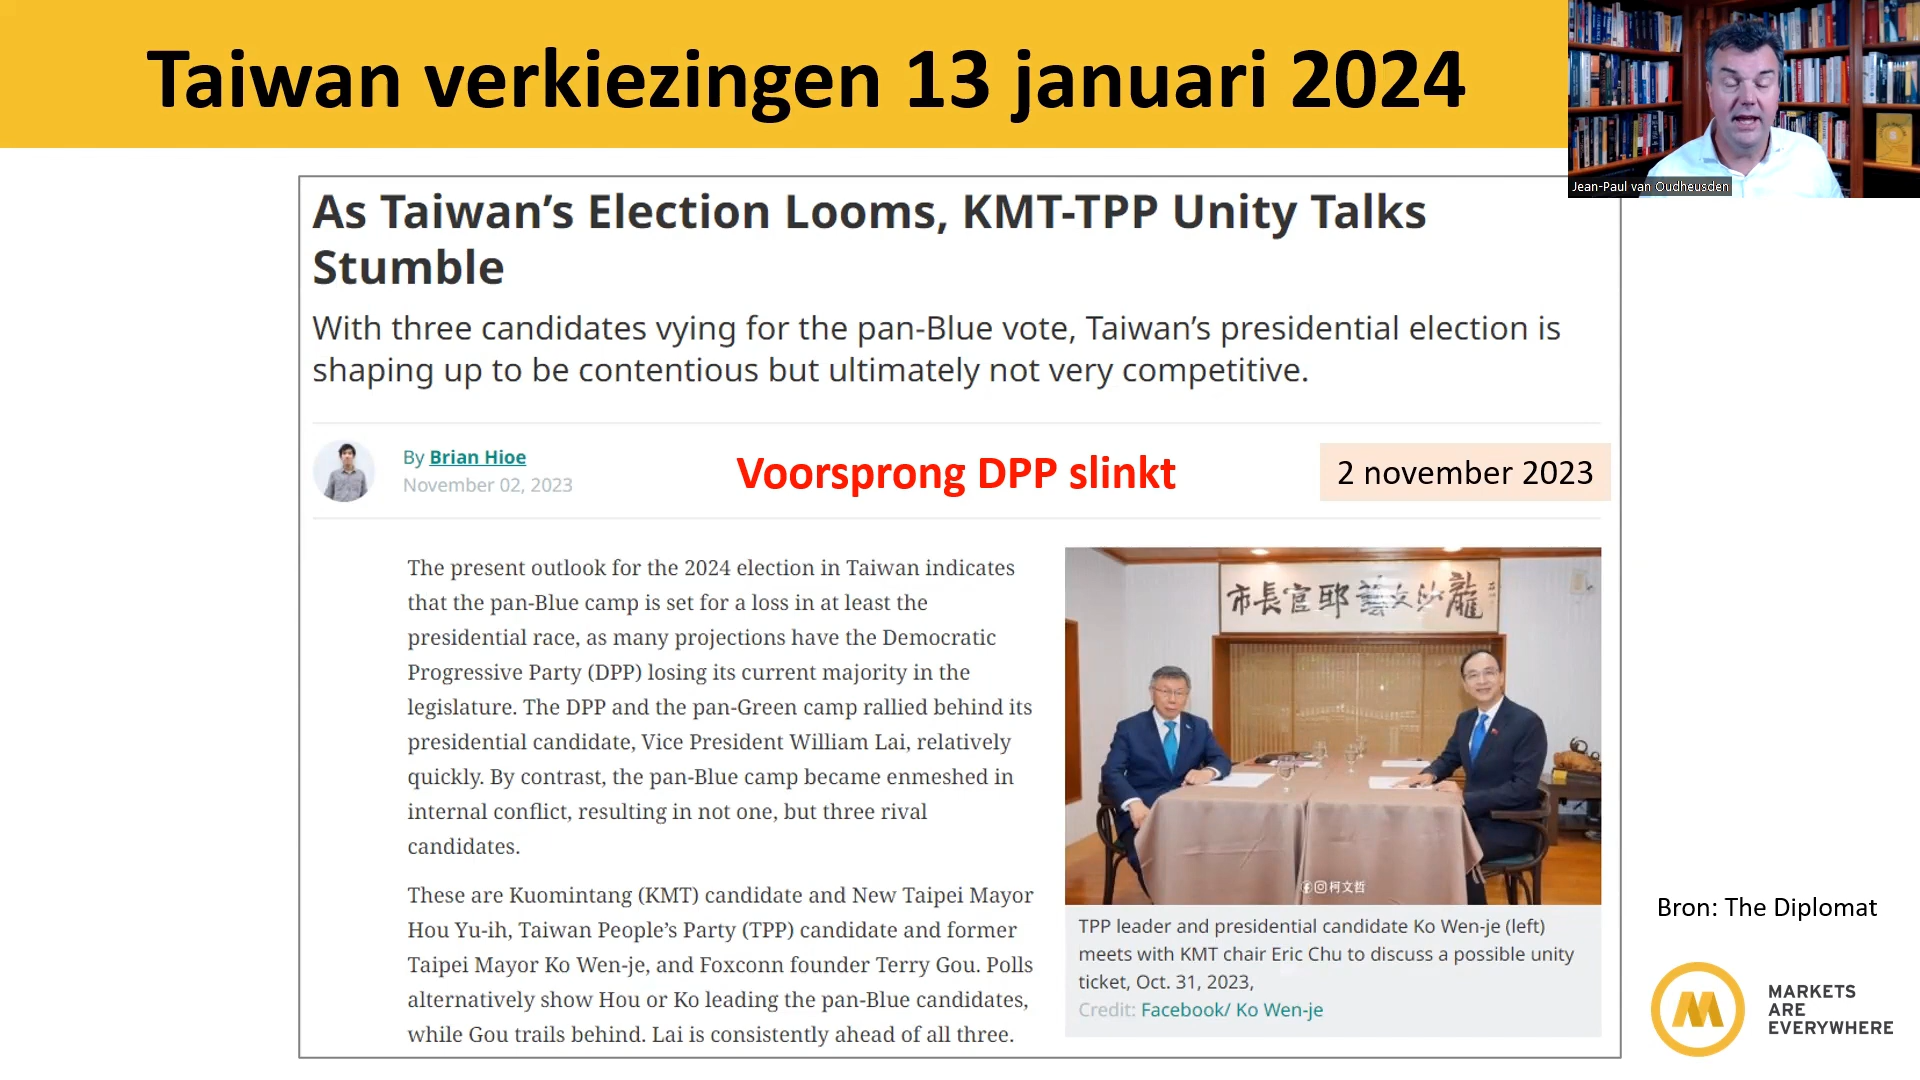 Taiwan verkiezingen 13 januari 2024
Jean-Paul van Oudheusden
As Taiwan’s Election Looms, KMT-TPP Unity Talks
Stumble
With three candidates vying for the pan-Blue vote, Taiwan’s presidential election is
shaping up to be contentious but ultimately not very competitive.
By Brian Hioe
November 02, 2023
Voorsprong DPP slinkt
2 november 2023
The present outlook for the 2024 election in Taiwan indicates
that the pan-Blue camp is set for a loss in at least the
presidential race, as many projections have the Democratic
Progressive Party (DPP) losing its current majority in the
legislature. The DPP and the pan-Green camp rallied behind its
presidential candidate, Vice President William Lai, relatively
quickly. By contrast, the pan-Blue camp became enmeshed in
internal conflict, resulting in not one, but three rival
candidates.
These are Kuomintang (KMT) candidate and New Taipei Mayor
Hou Yu-ih, Taiwan People’s Party (TPP) candidate and former
Taipei Mayor Ko Wen-je, and Foxconn founder Terry Gou. Polls
alternatively show Hou or Ko leading the pan-Blue candidates,
while Gou trails behind. Lai is consistently ahead of all three.
市長官邸藝文沙龍
柯文哲
TPP leader and presidential candidate Ko Wen-je (left)
meets with KMT chair Eric Chu to discuss a possible unity
ticket, Oct. 31, 2023,
Credit: Facebook/ Ko Wen-je
Bron: The Diplomat
MARKETS
ARE
EVERYWHERE